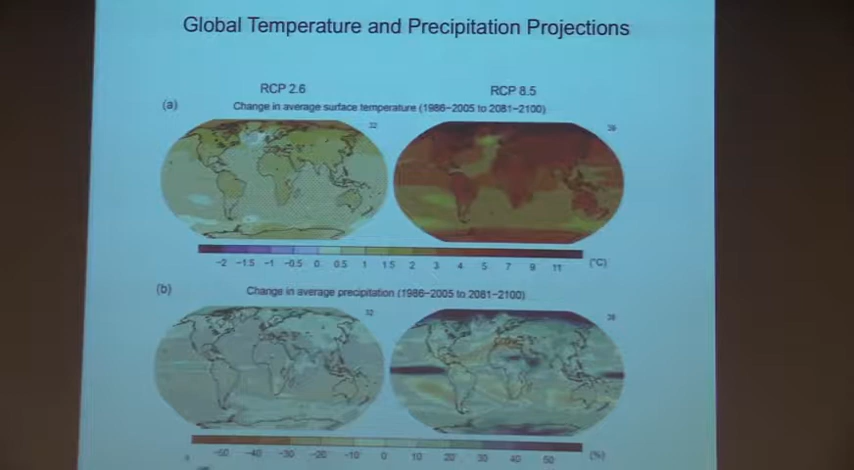 Global Temperature and Precipitation Projections
RCP 2.6
RCP 8.5
(a)
Change in average surface temperature (1986−2005 to 2081−2100)
32
39
−2 −1.5 −1 −0.5 0 0.5 1 1.5 2 3 4 5 7 9 11 (°C)
(b)
Change in average precipitation (1986−2005 to 2081−2100)
32
39
−50 −40 −30 −20 −10 0 10 20 30 40 50 (%)